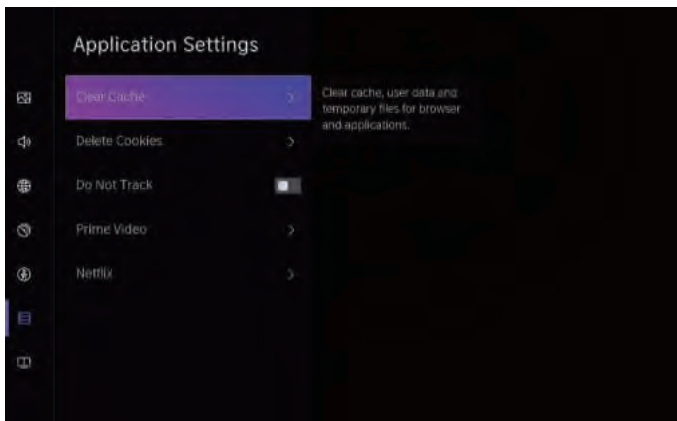 Application Settings
Clear Cache
Clear cache, user data and
temporary files for browser
and applications.
Delete Cookies
Do Not Track
Prime Video
Netflix